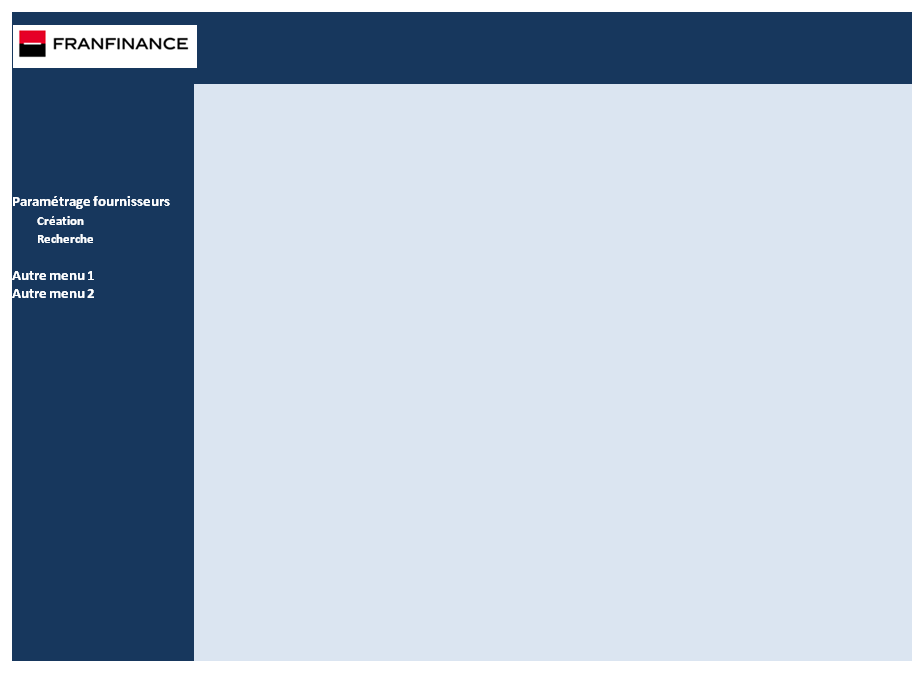 FRANFINANCE
Paramétrage fournisseurs
Création
Recherche
Autre menu 1
Autre menu 2